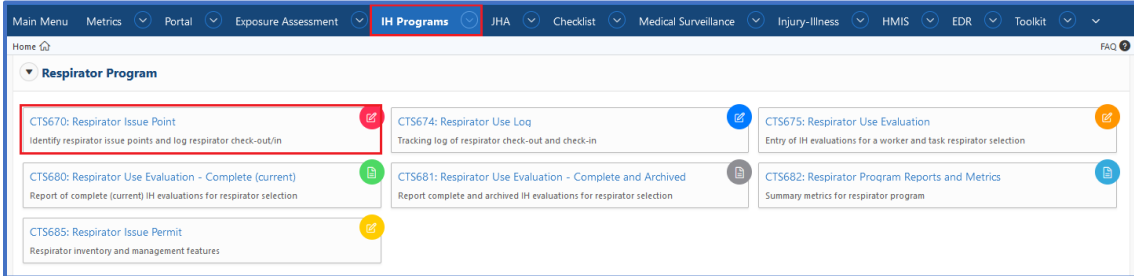 Main Menu Metrics Portal Exposure Assessment IH Programs JHA Checklist Medical Surveillance Injury-Illness HMIS EDR Toolkit
Home FAQ ?
Respirator Program
CTS670: Respirator Issue Point
Identify respirator issue points and log respirator check-out/in
CTS674: Respirator Use Log
Tracking log of respirator check-out and check-in
CTS675: Respirator Use Evaluation
Entry of IH evaluations for a worker and task respirator selection
CTS680: Respirator Use Evaluation - Complete (current)
Report of complete (current) IH evaluations for respirator selection
CTS681: Respirator Use Evaluation - Complete and Archived
Report complete and archived IH evaluations for respirator selection
CTS682: Respirator Program Reports and Metrics
Summary metrics for respirator program
CTS685: Respirator Issue Permit
Respirator inventory and management features